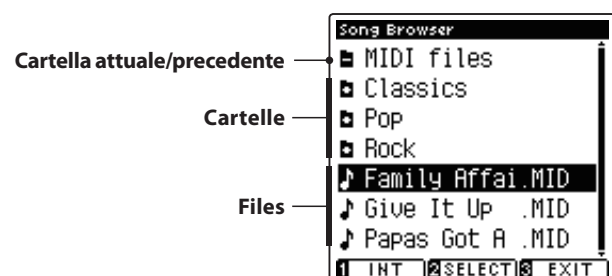 Song Browser
Cartella attuale/precedente
MIDI files
Classics
Cartelle
Pop
Rock
Family Affai.MID
Files
Give It Up .MID
Papas Got A .MID
1 INT 2 SELECT 3 EXIT